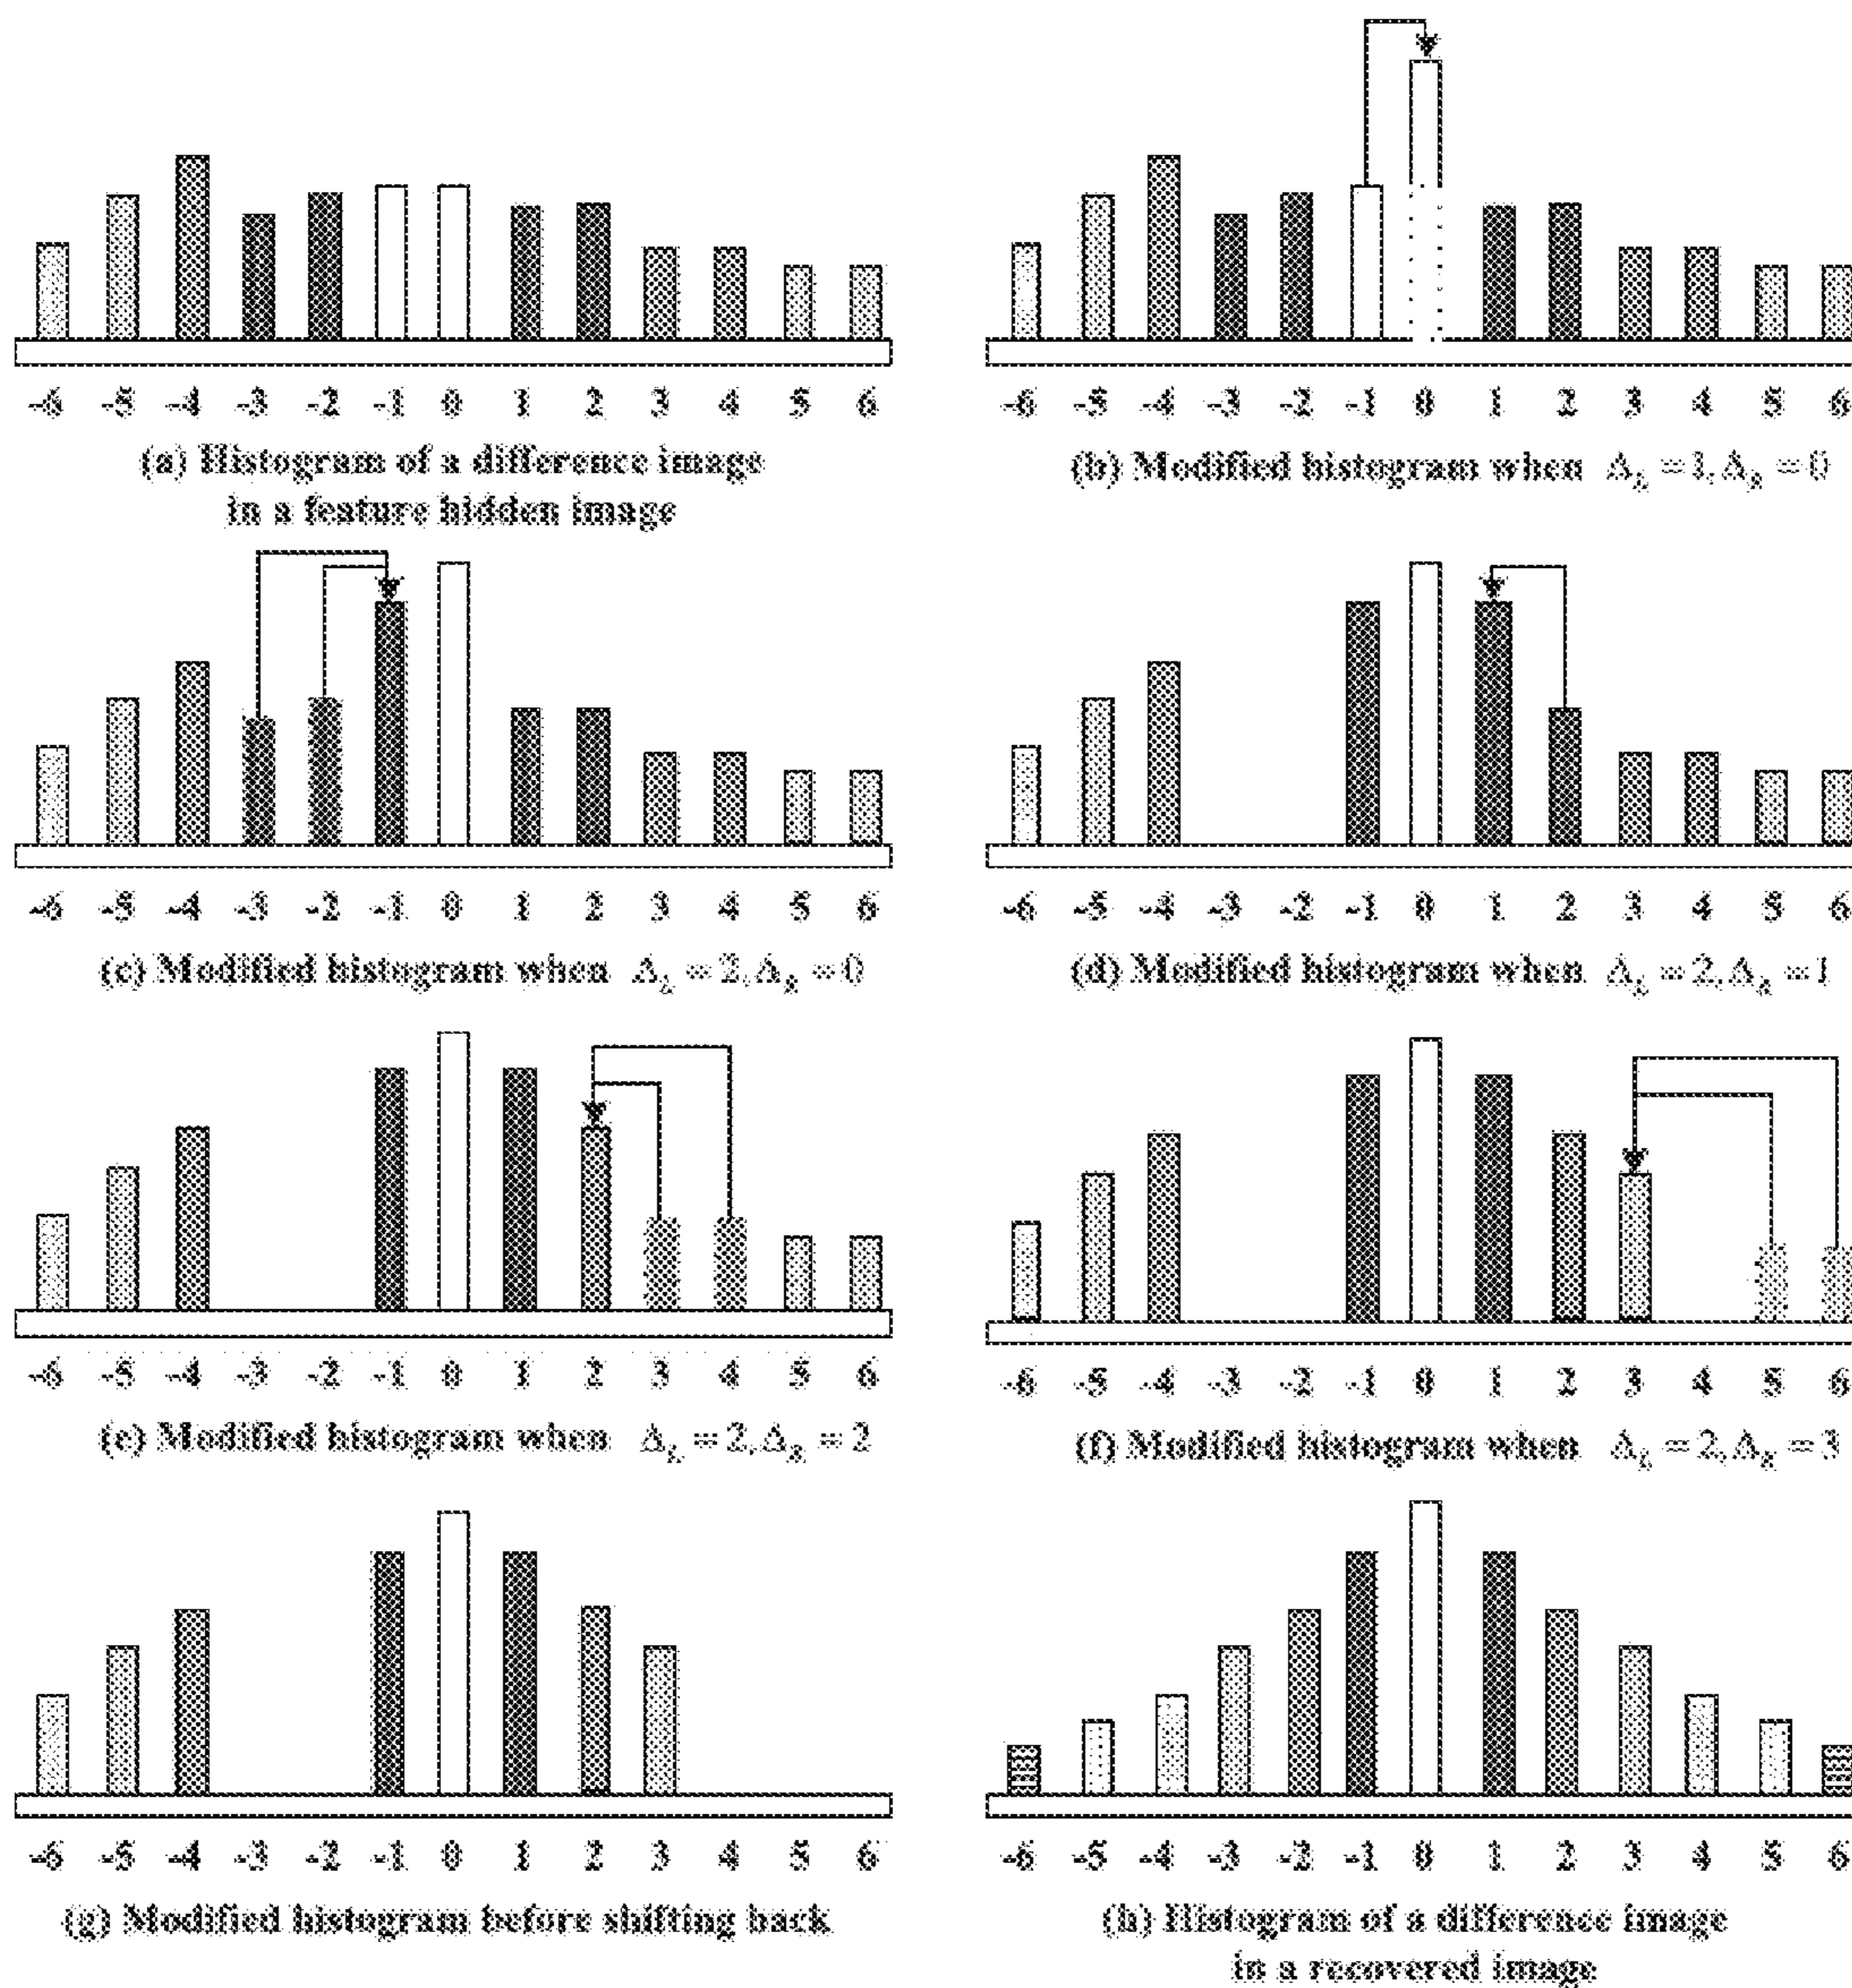 -6 -5 -4 -3 -2 -1 0 1 2 3 4 5 6
(a) Histogram of a difference image
in a feature hidden image
-6 -5 -4 -3 -2 -1 0 1 2 3 4 5 6
(b) Modified histogram when Δ_L = 1, Δ_R = 0
-6 -5 -4 -3 -2 -1 0 1 2 3 4 5 6
(c) Modified histogram when Δ_L = 2, Δ_R = 0
-6 -5 -4 -3 -2 -1 0 1 2 3 4 5 6
(d) Modified histogram when Δ_L = 2, Δ_R = 1
-6 -5 -4 -3 -2 -1 0 1 2 3 4 5 6
(e) Modified histogram when Δ_L = 2, Δ_R = 2
-6 -5 -4 -3 -2 -1 0 1 2 3 4 5 6
(f) Modified histogram when Δ_L = 2, Δ_R = 3
-6 -5 -4 -3 -2 -1 0 1 2 3 4 5 6
(g) Modified histogram before shifting back
-6 -5 -4 -3 -2 -1 0 1 2 3 4 5 6
(h) Histogram of a difference image
in a recovered image